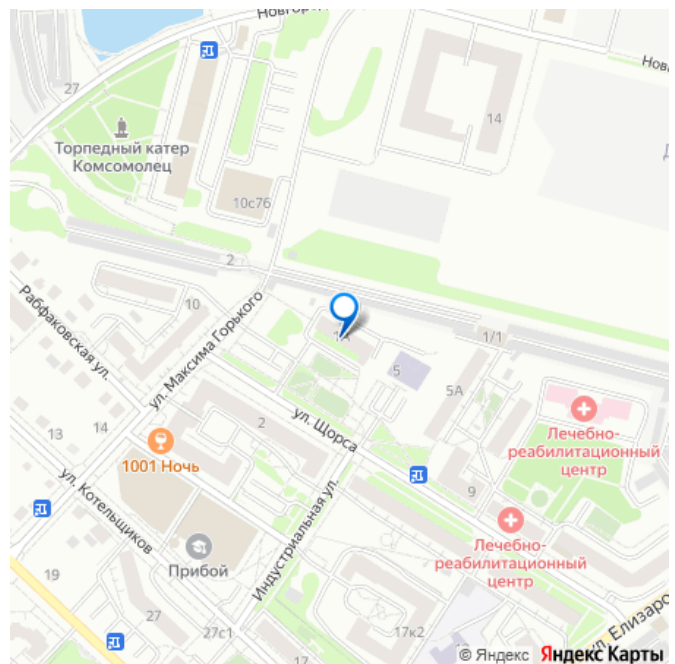 Новгор
Нов
27
14
Торпедный катер
Комсомолец
10с76
2
10
ул. Максима Горького
Рабфаковская ул.
1А
1/1
5
5А
2
ул. Щорса
13
14
1001 Ночь
Лечебно-
реабилитационный
центр
ул. Котельщиков
9
Индустриальная ул.
Прибой
Лечебно-
реабилитационный
центр
19
27
27с1
17к2
ул. Елизаро
© Яндекс Яндекс Карты